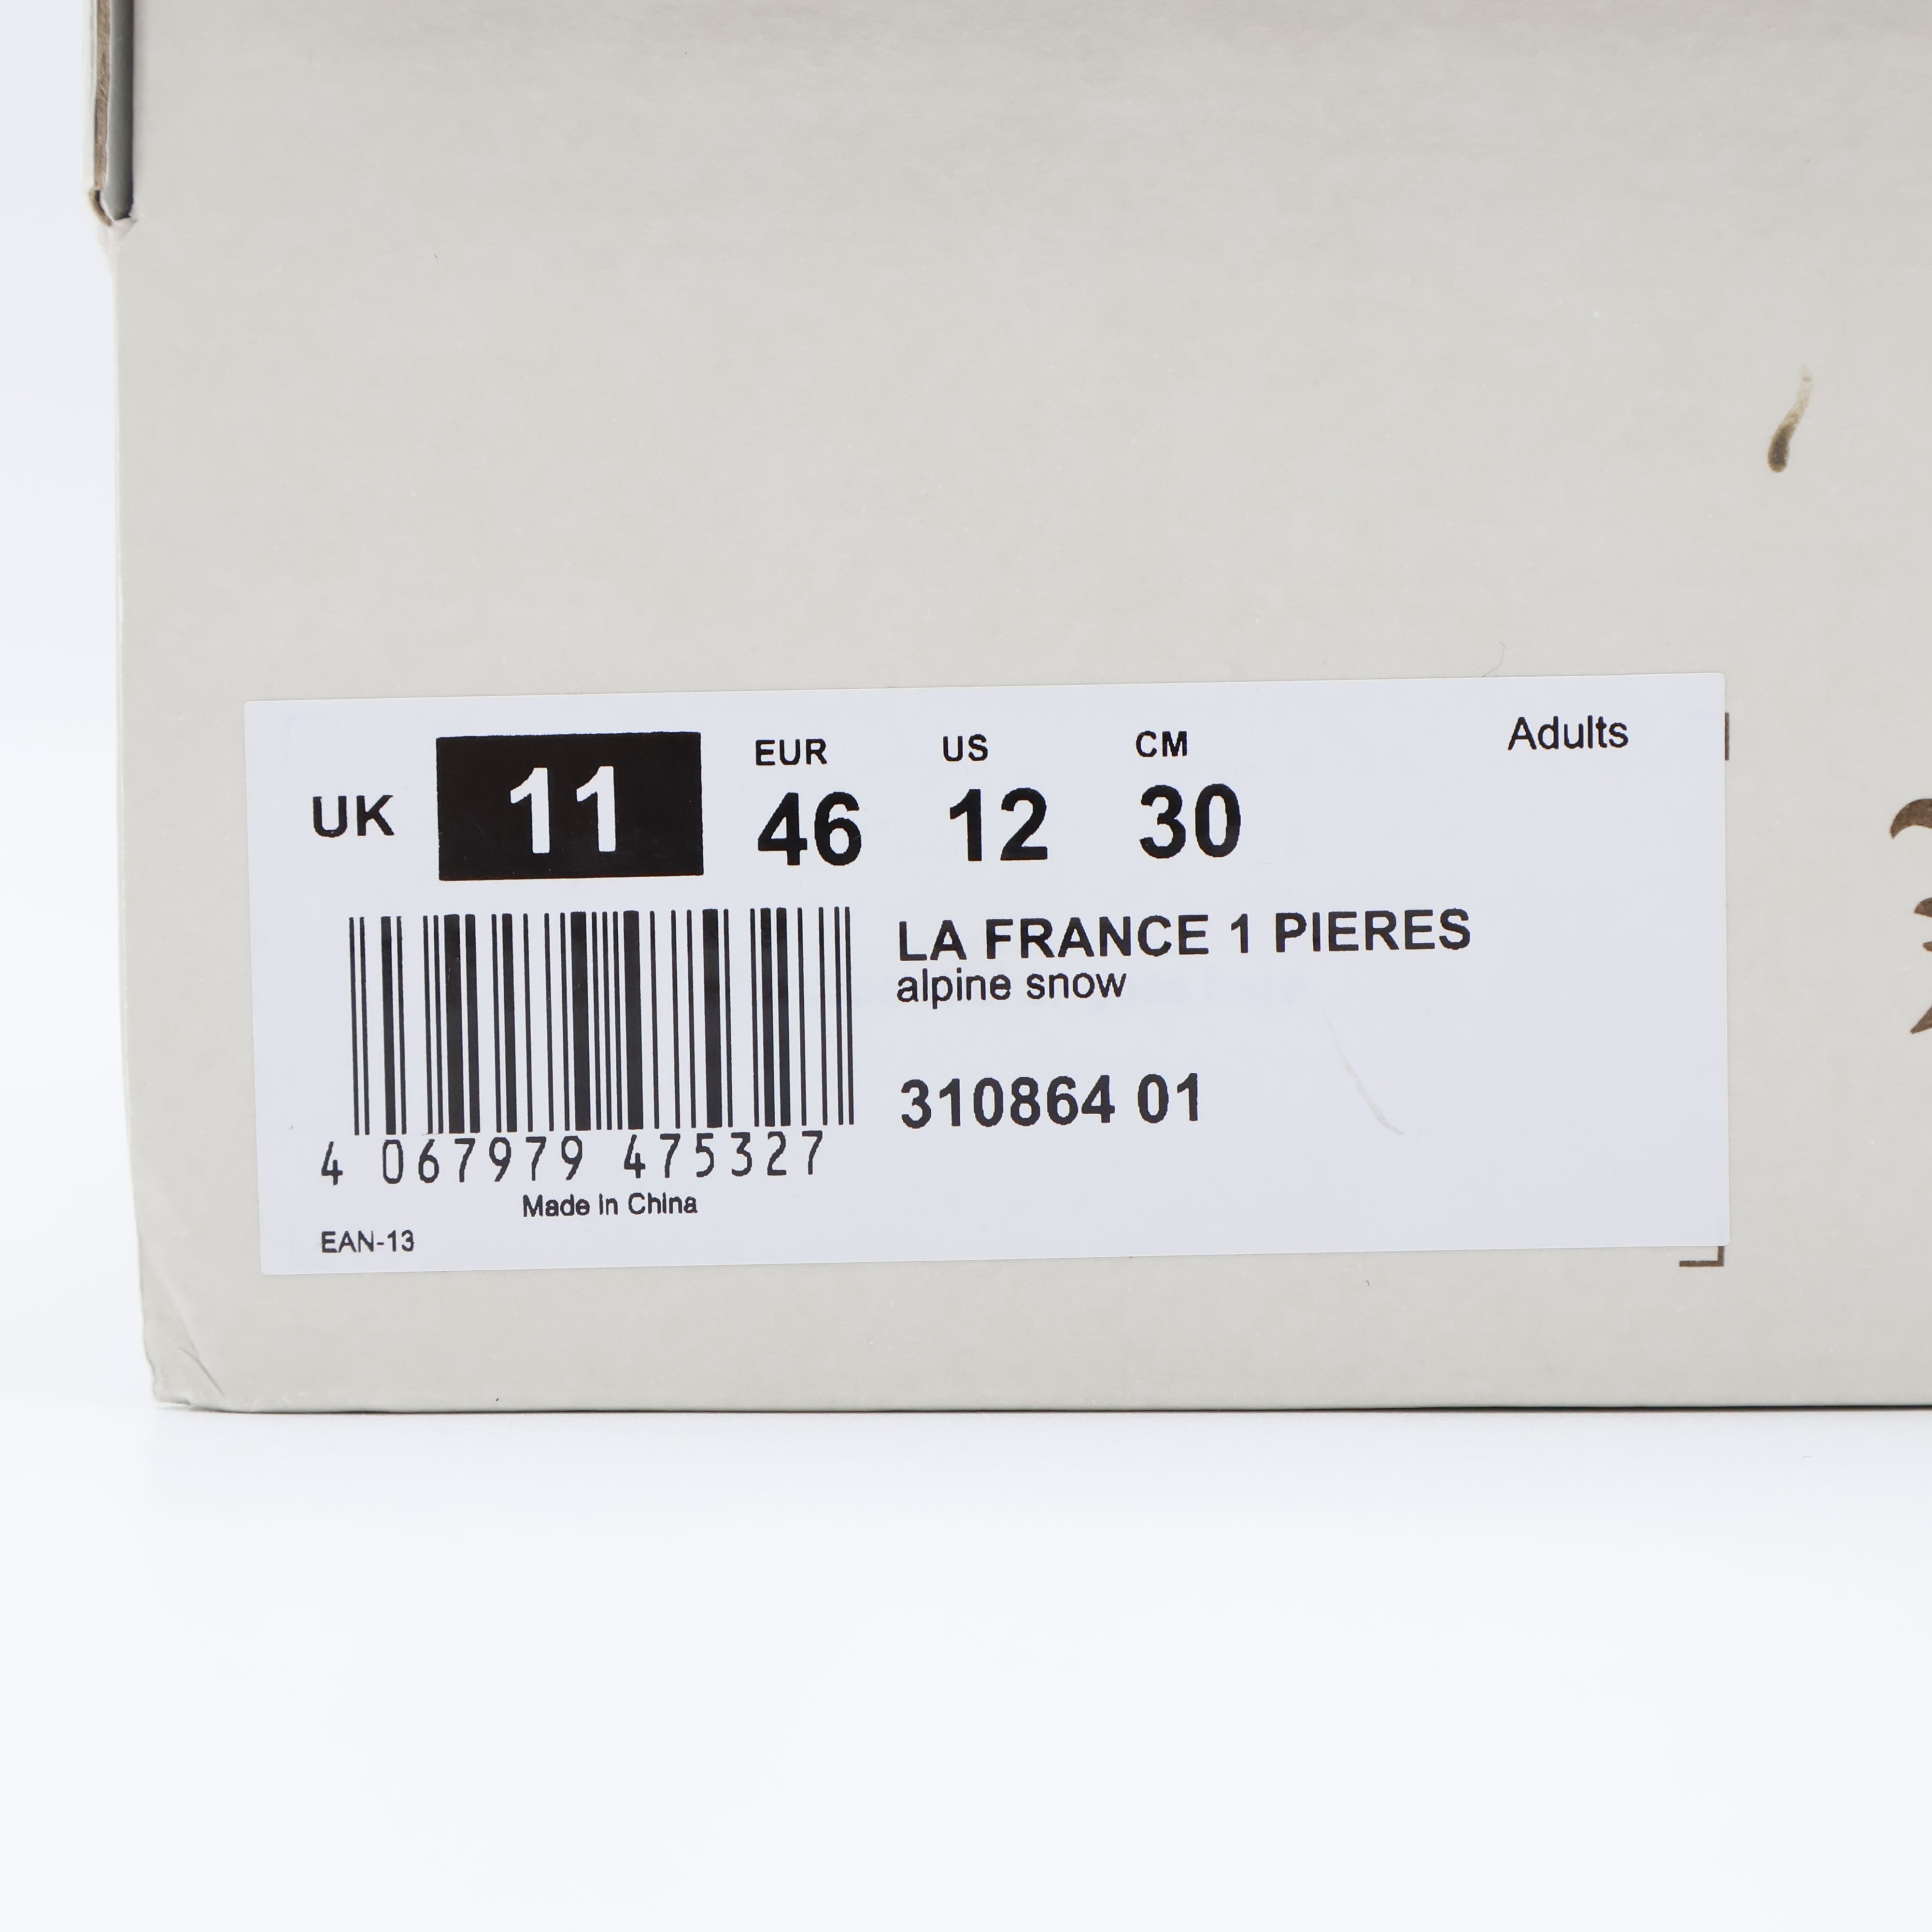 Adults
UK 11
EUR 46
US 12
CM 30
LA FRANCE 1 PIERES
alpine snow
310864 01
4 067979 475327
Made in China
EAN-13